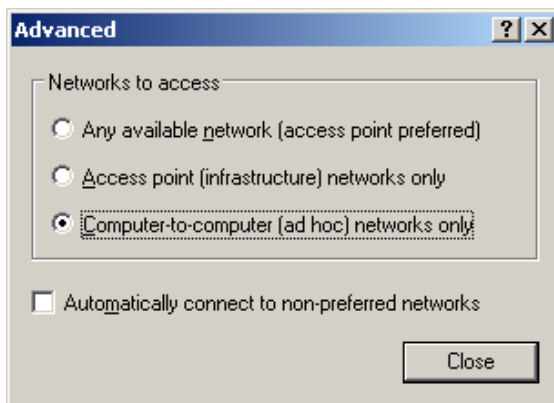 Advanced
?
Networks to access
Any available network (access point preferred)
Access point (infrastructure) networks only
Computer-to-computer (ad hoc) networks only
Automatically connect to non-preferred networks
Close